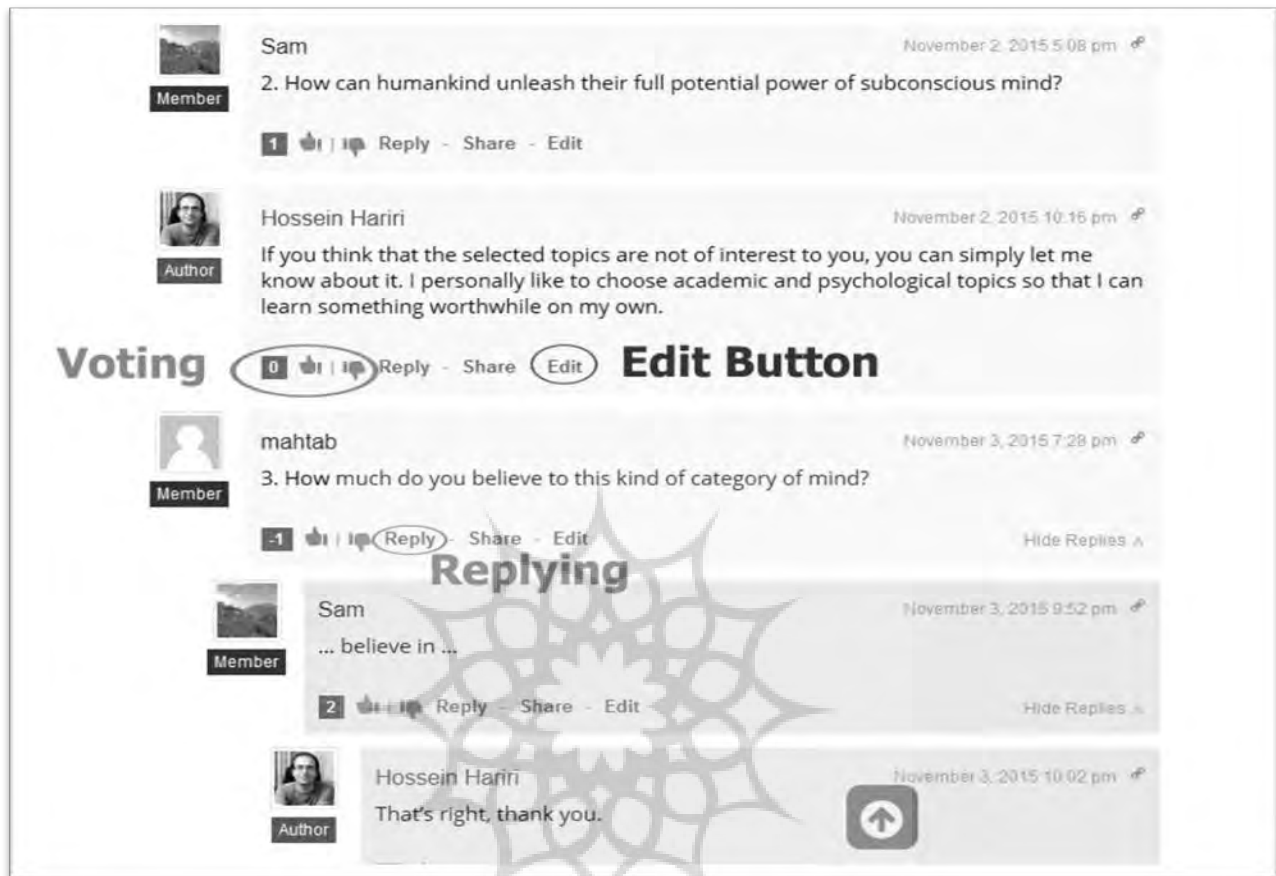 Sam
November 2, 2015 5:08 pm
Member
2. How can humankind unleash their full potential power of subconscious mind?
1 | Reply - Share - Edit
Hossein Hariri
November 2, 2015 10:16 pm
Author
If you think that the selected topics are not of interest to you, you can simply let me
know about it. I personally like to choose academic and psychological topics so that I can
learn something worthwhile on my own.
Voting 0 | Reply - Share Edit Edit Button
mahtab
November 3, 2015 7:28 pm
Member
3. How much do you believe to this kind of category of mind?
-1 | Reply - Share - Edit
Hide Replies
Replying
Sam
November 3, 2015 9:52 pm
Member
... believe in ...
2 Reply - Share - Edit
Hide Replies
Hossein Hariri
November 3, 2015 10:02 pm
Author
That's right, thank you.